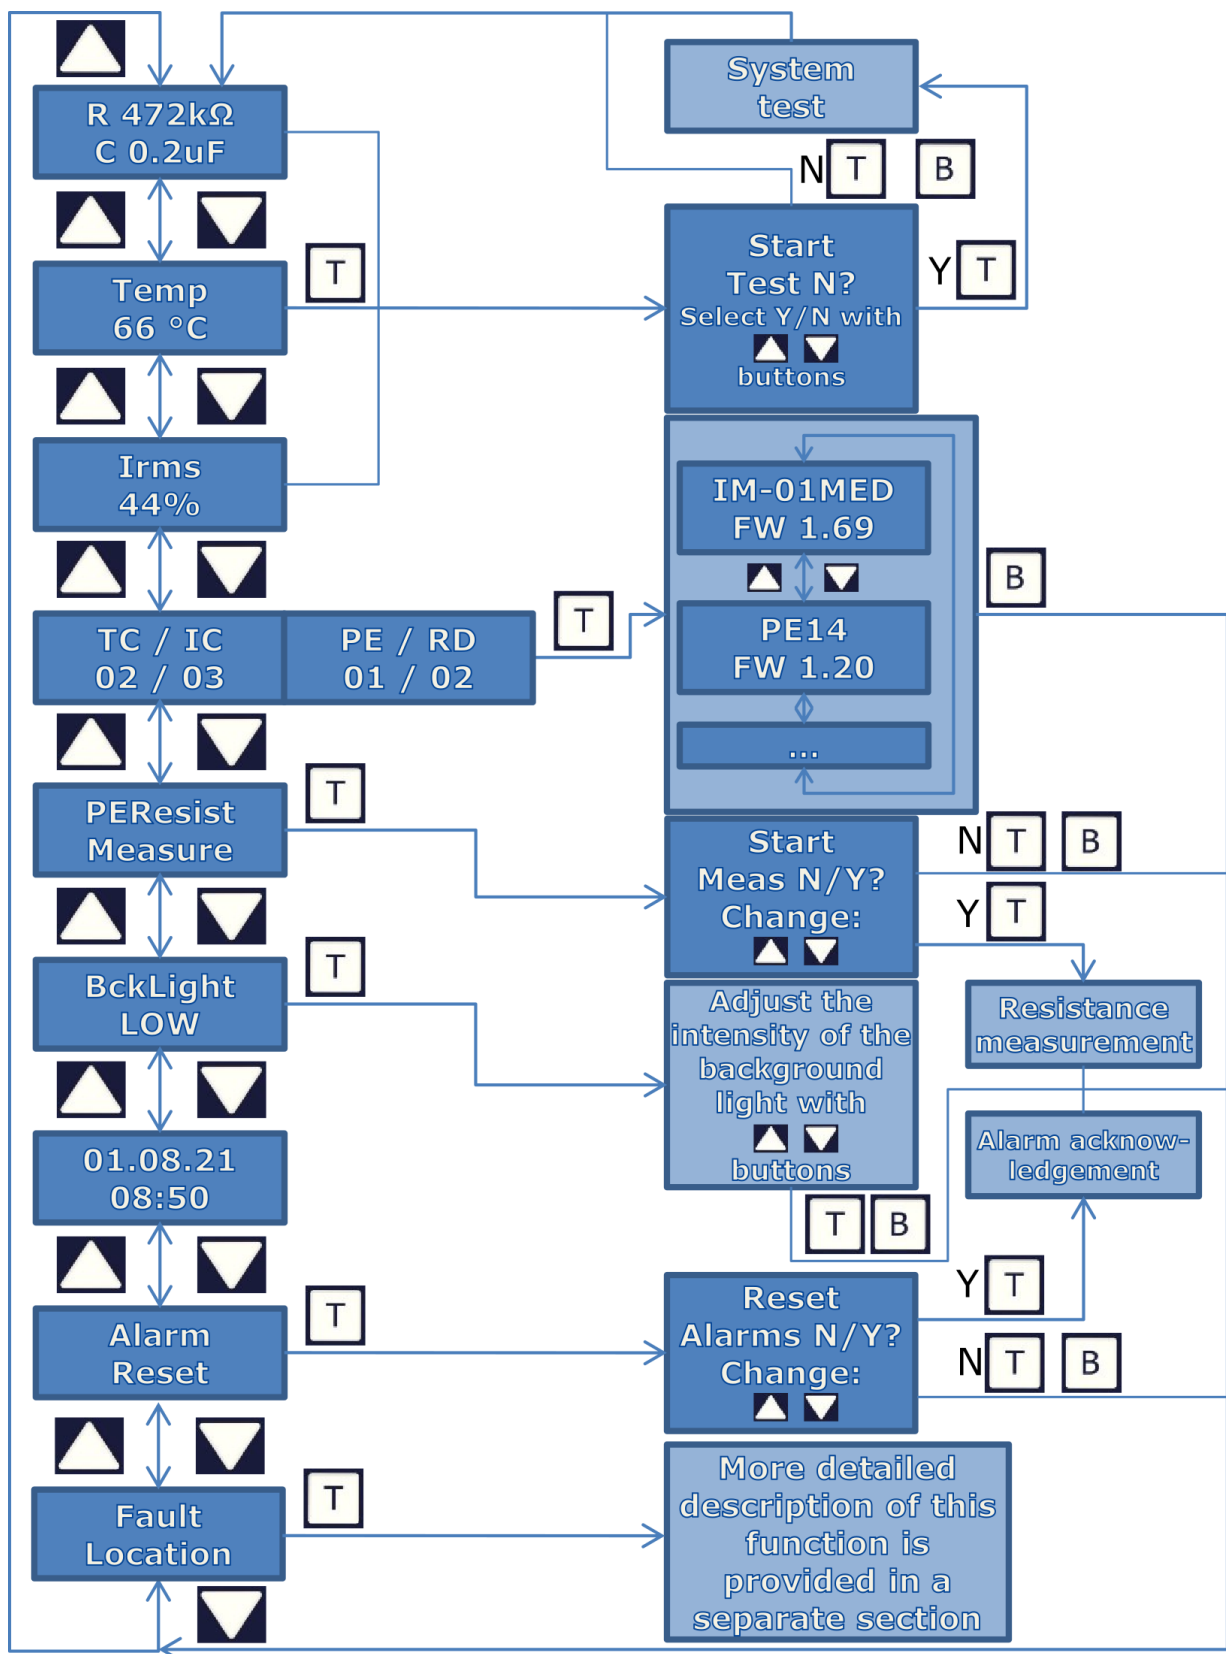 R 472kΩ
C 0.2uF
Temp
66 °C
T
Irms
44%
TC / IC
02 / 03
PE / RD
01 / 02
T
PEResist
Measure
T
BckLight
LOW
T
01.08.21
08:50
Alarm
Reset
T
Fault
Location
T
System
test
N T B
Start
Test N?
Select Y/N with
buttons
Y T
IM-01MED
FW 1.69
PE14
FW 1.20
...
B
Start
Meas N/Y?
Change:
N T B
Y T
Resistance
measurement
Adjust the
intensity of the
background
light with
buttons
T B
Alarm acknow-
ledgement
Reset
Alarms N/Y?
Change:
Y T
N T B
More detailed
description of this
function is
provided in a
separate section